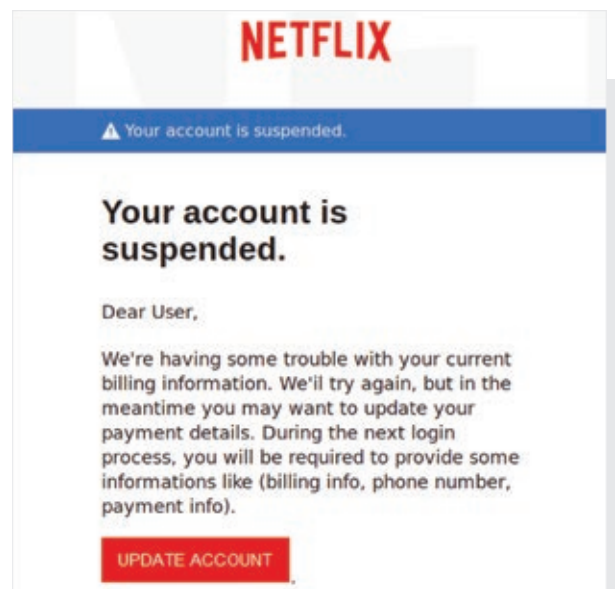 NETFLIX
Your account is suspended.
Your account is
suspended.
Dear User,
We're having some trouble with your current
billing information. We'il try again, but in the
meantime you may want to update your
payment details. During the next login
process, you will be required to provide some
informations like (billing info, phone number,
payment info).
UPDATE ACCOUNT
.